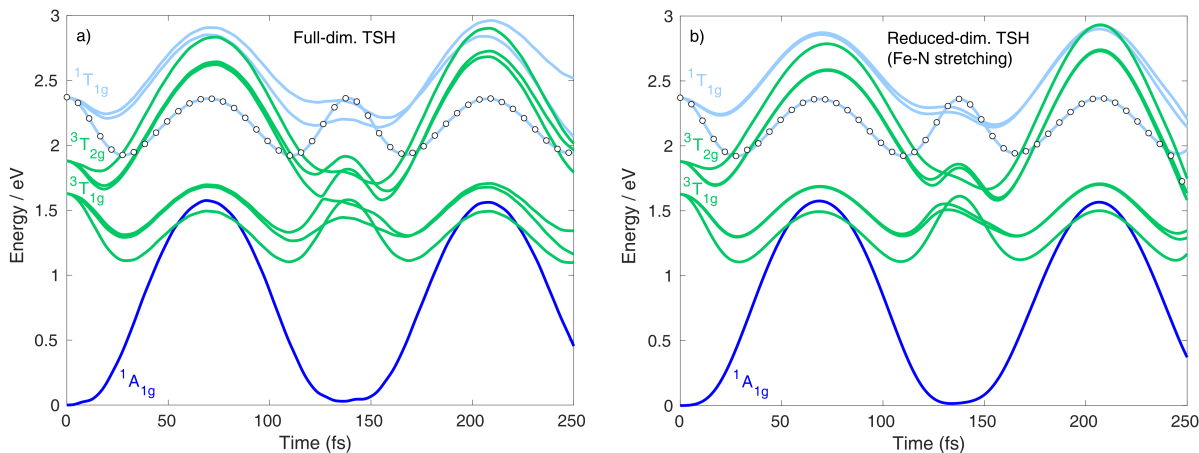 a)
Full-dim. TSH
3
2.5
2
1.5
1
0.5
0
Energy / eV
¹T₁g
³T₂g
³T₁g
¹A₁g
0 50 100 150 200 250
Time (fs)
b)
Reduced-dim. TSH
(Fe-N stretching)
3
2.5
2
1.5
1
0.5
0
Energy / eV
¹T₁g
³T₂g
³T₁g
¹A₁g
0 50 100 150 200 250
Time (fs)